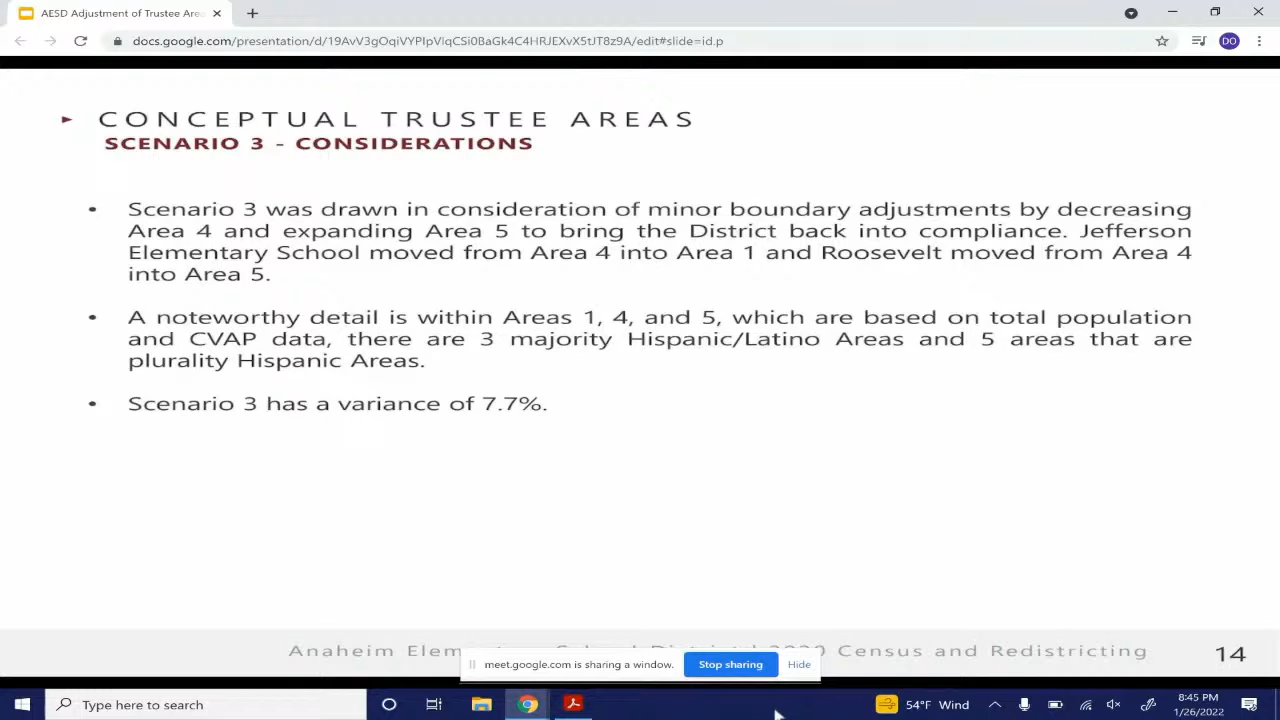 AESD Adjustment of Trustee Area
docs.google.com/presentation/d/19AvV3gOqiVYPIpVIqCSi0BaGk4C4HRJEXvX5tJT8z9A/edit#slide=id.p
DO
CONCEPTUAL TRUSTEE AREAS
SCENARIO 3 - CONSIDERATIONS
• Scenario 3 was drawn in consideration of minor boundary adjustments by decreasing
Area 4 and expanding Area 5 to bring the District back into compliance. Jefferson
Elementary School moved from Area 4 into Area 1 and Roosevelt moved from Area 4
into Area 5.
• A noteworthy detail is within Areas 1, 4, and 5, which are based on total population
and CVAP data, there are 3 majority Hispanic/Latino Areas and 5 areas that are
plurality Hispanic Areas.
• Scenario 3 has a variance of 7.7%.
Anaheim Elem Census and Redistricting
14
meet.google.com is sharing a window.
Stop sharing
Hide
Type here to search
54°F Wind
8:45 PM
1/26/2022